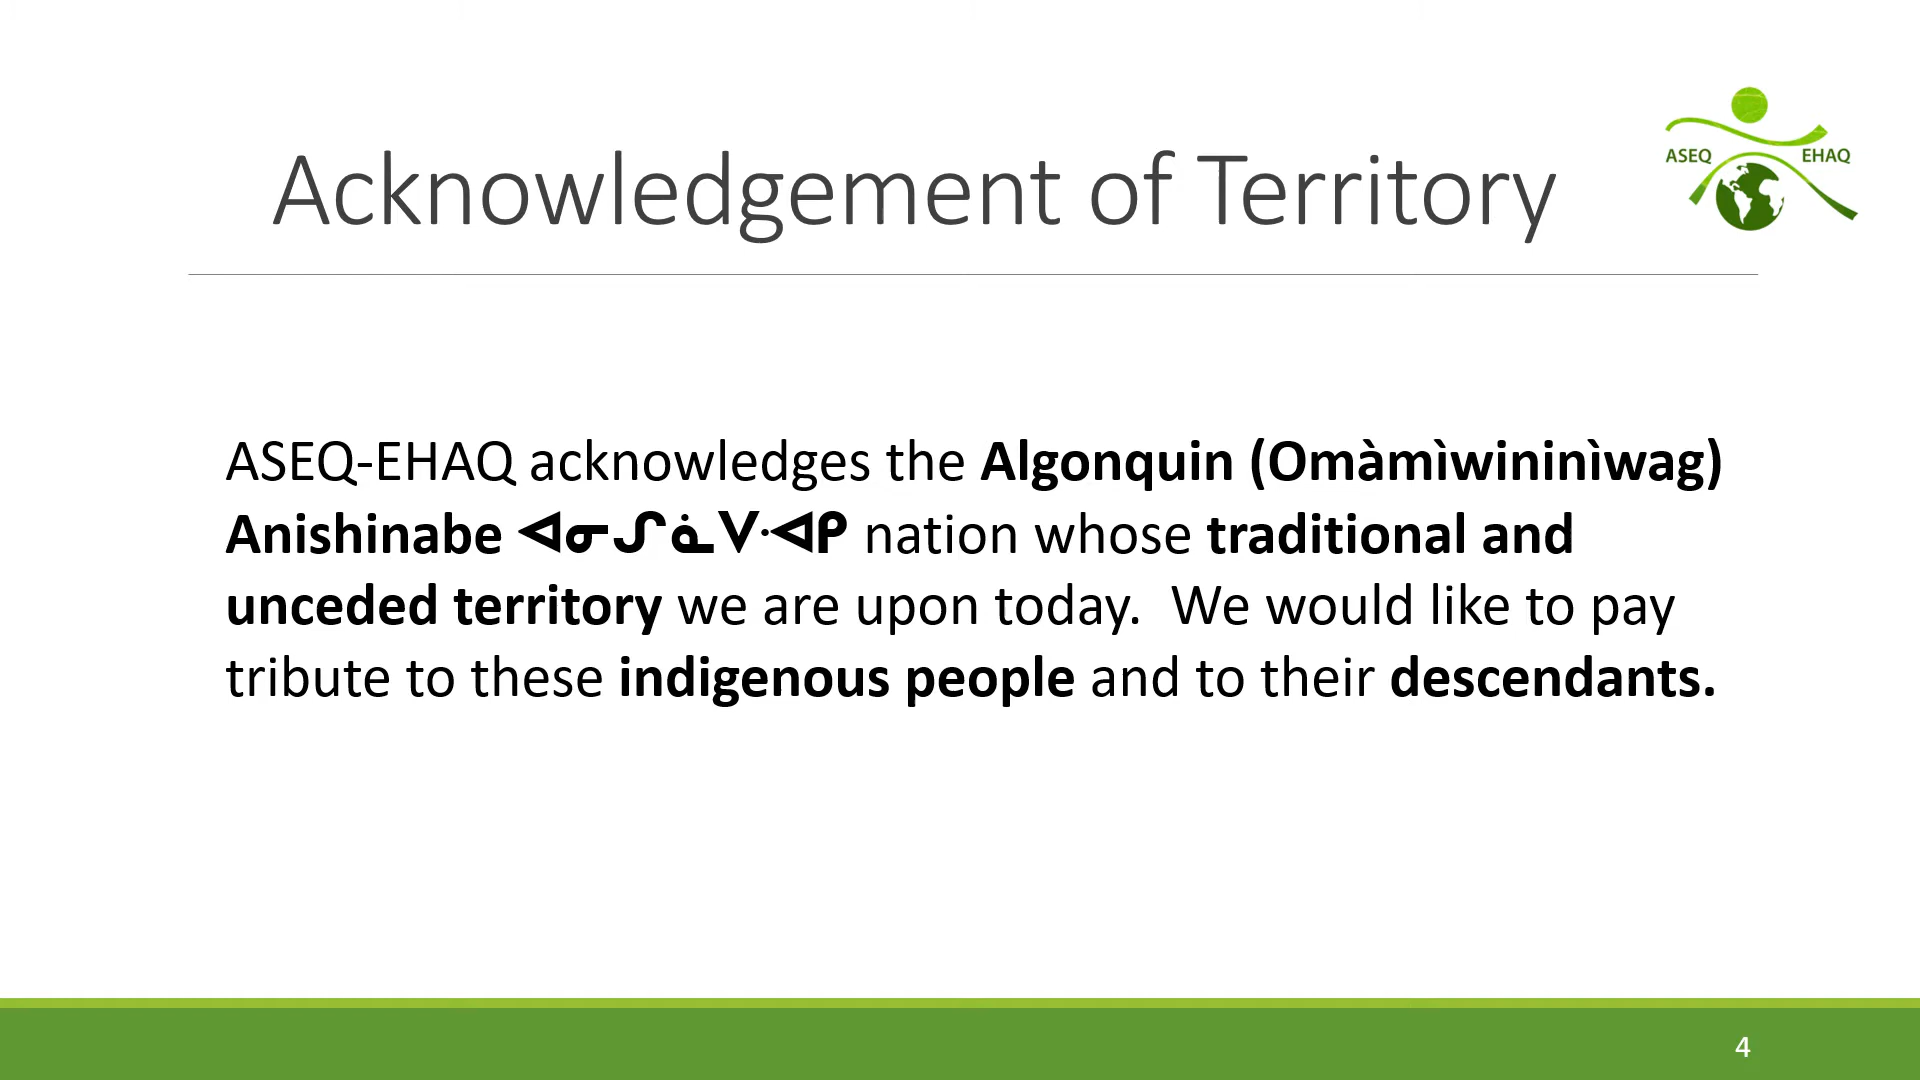 Acknowledgement of Territory
ASEQ EHAQ
ASEQ-EHAQ acknowledges the Algonquin (Omàmìwininìwag)
Anishinabe ᐊᓂᔑᓈᐯᐧᐊᑭ nation whose traditional and
unceded territory we are upon today.  We would like to pay
tribute to these indigenous people and to their descendants.
4